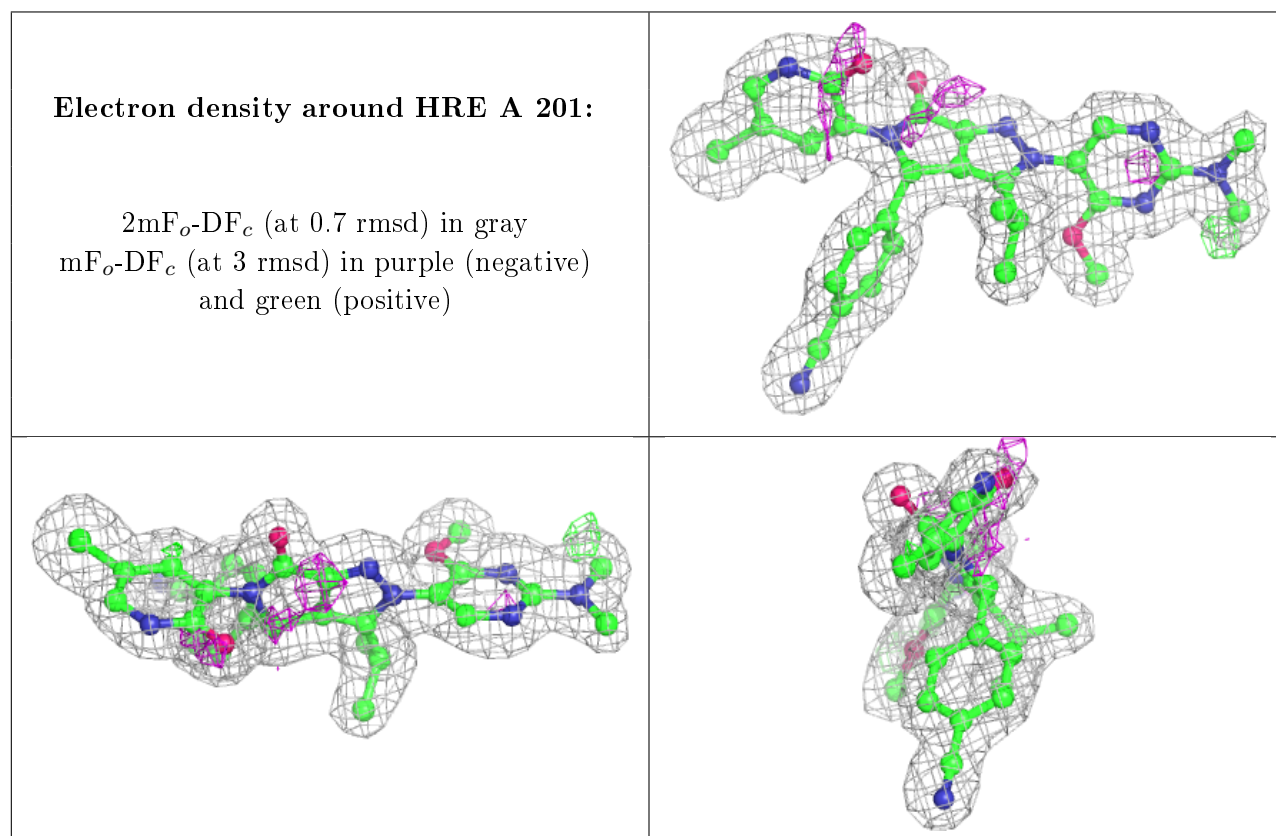 Electron density around HRE A 201:
2mFo-DFc (at 0.7 rmsd) in gray
mFo-DFc (at 3 rmsd) in purple (negative)
and green (positive)